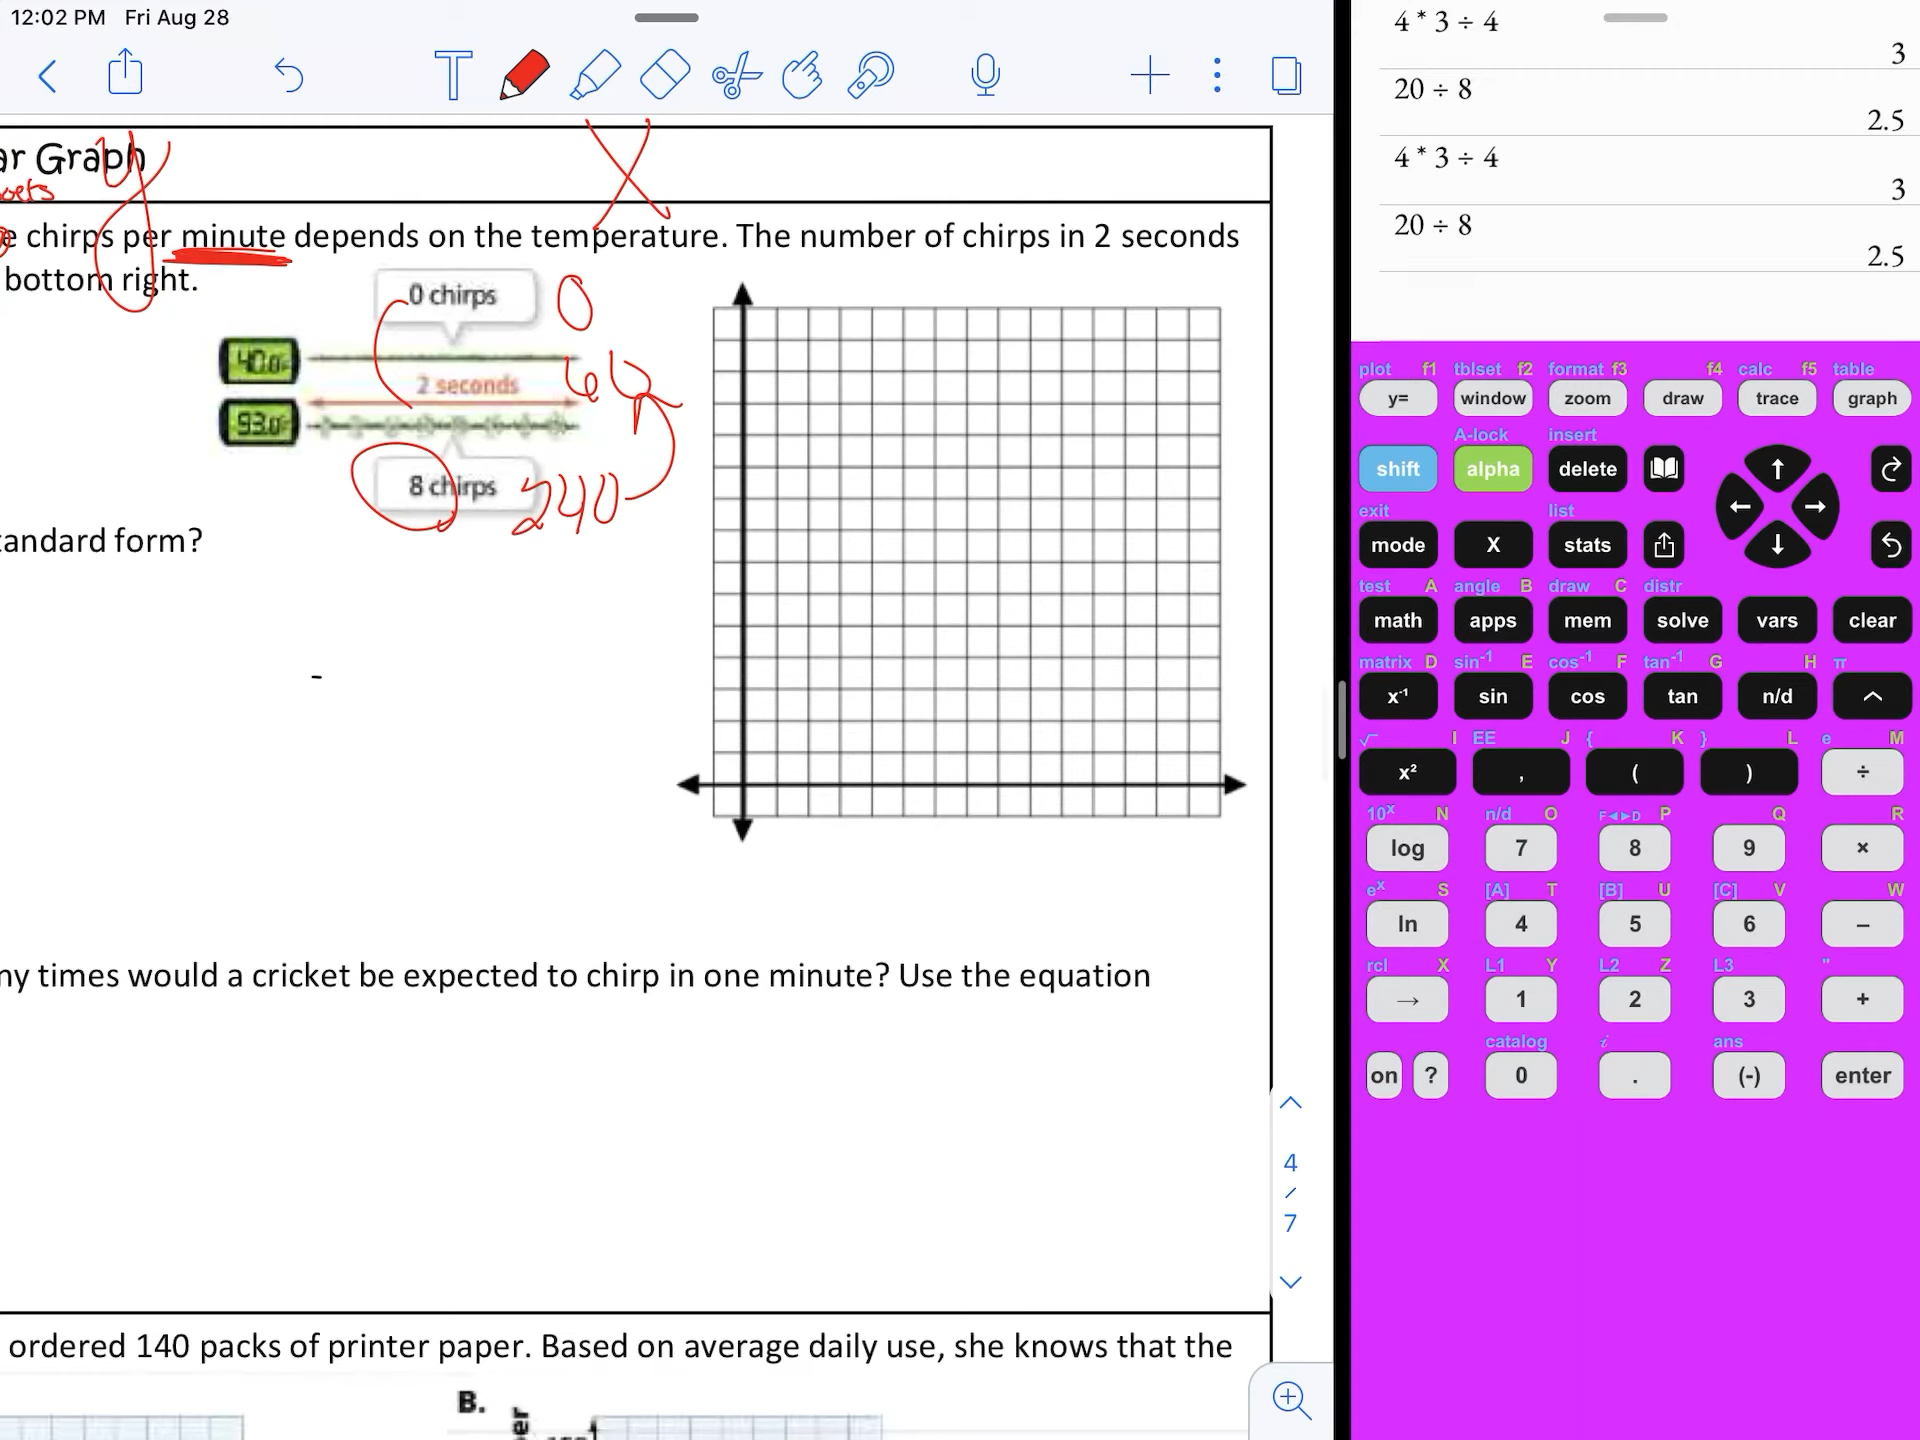 12:02 PM Fri Aug 28
T
ar Graph
y
X
e chirps per minute depends on the temperature. The number of chirps in 2 seconds
bottom right.
0 chirps 0
40.0
2 seconds
93.0
8 chirps 240
tandard form?
-
ny times would a cricket be expected to chirp in one minute? Use the equation
4
/
7
ordered 140 packs of printer paper. Based on average daily use, she knows that the
B.
4 * 3 ÷ 4
3
20 ÷ 8
2.5
4 * 3 ÷ 4
3
20 ÷ 8
2.5
plot f1 tblset f2 format f3 f4 calc f5 table
y= window zoom draw trace graph
A-lock insert
shift alpha delete
exit list
mode X stats
test A angle B draw C distr
math apps mem solve vars clear
matrix D sin⁻¹ E cos⁻¹ F tan⁻¹ G H π
x⁻¹ sin cos tan n/d ^
√ I EE J { K } L e M
x² , ( ) ÷
10ˣ N n/d O F◄►D P Q R
log 7 8 9 ×
eˣ S [A] T [B] U [C] V W
ln 4 5 6 −
rcl X L1 Y L2 Z L3 "
→ 1 2 3 +
catalog i ans
on ? 0 . (-) enter